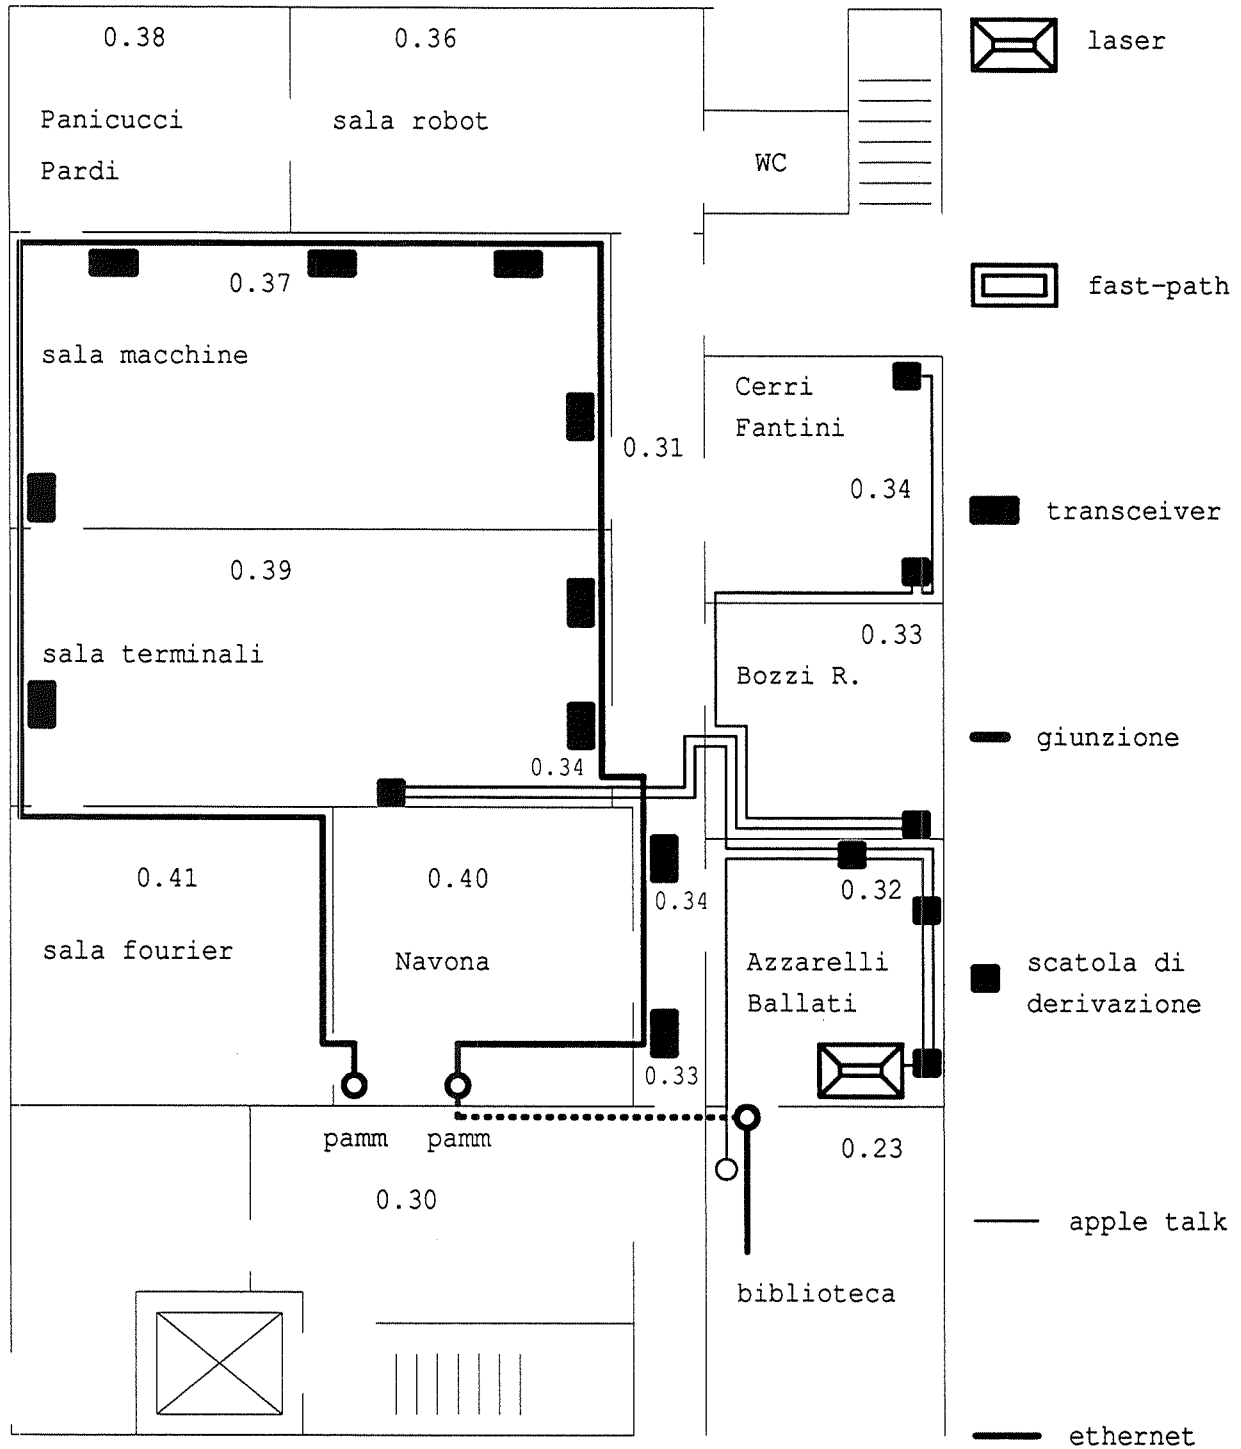 0.38
0.36
laser
Panicucci
Pardi
sala robot
WC
0.37
fast-path
sala macchine
Cerri
Fantini
0.31
0.34
transceiver
0.39
sala terminali
0.33
Bozzi R.
giunzione
0.34
0.41
0.40
0.34
0.32
sala fourier
Navona
Azzarelli
Ballati
scatola di
derivazione
0.33
pamm
pamm
0.23
0.30
apple talk
biblioteca
ethernet